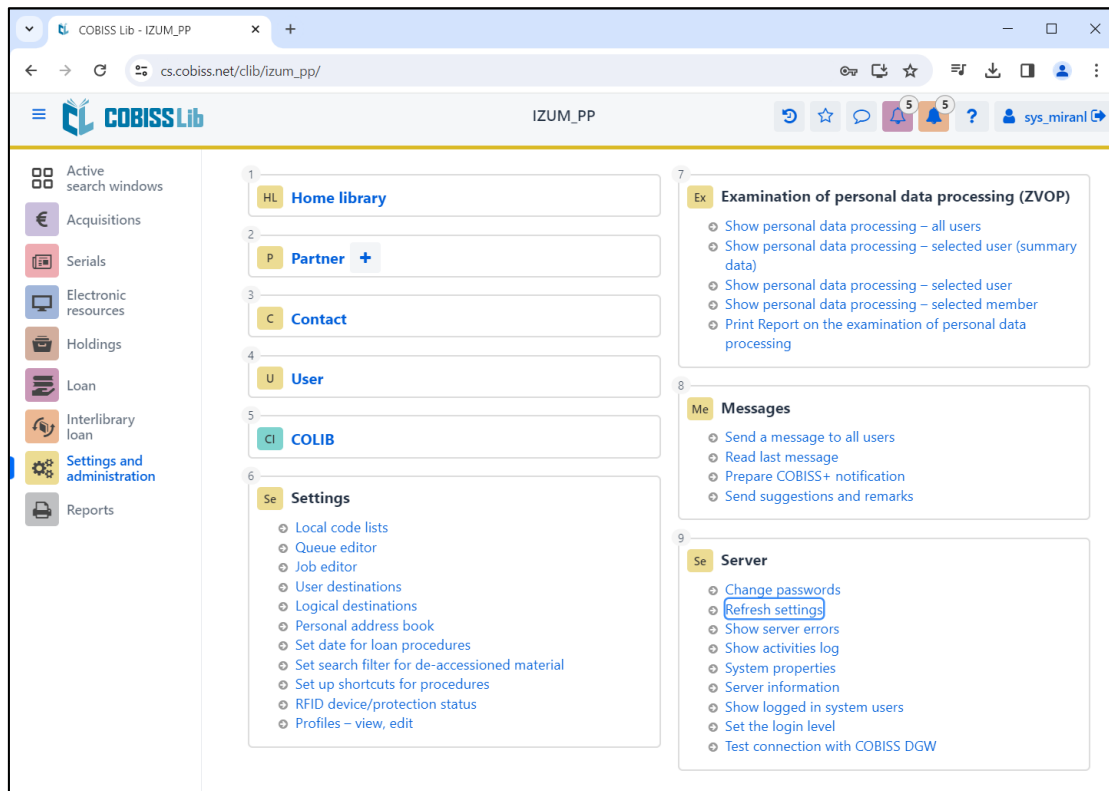 COBISS Lib - IZUM_PP
cs.cobiss.net/clib/izum_pp/
COBISS Lib
IZUM_PP
5
5
?
sys_miranl
Active
search windows
€
Acquisitions
Serials
Electronic
resources
Holdings
Loan
Interlibrary
loan
Settings and
administration
Reports
1
HL Home library
2
P Partner +
3
C Contact
4
U User
5
Cl COLIB
6
Se Settings
Local code lists
Queue editor
Job editor
User destinations
Logical destinations
Personal address book
Set date for loan procedures
Set search filter for de-accessioned material
Set up shortcuts for procedures
RFID device/protection status
Profiles – view, edit
7
Ex Examination of personal data processing (ZVOP)
Show personal data processing – all users
Show personal data processing – selected user (summary
data)
Show personal data processing – selected user
Show personal data processing – selected member
Print Report on the examination of personal data
processing
8
Me Messages
Send a message to all users
Read last message
Prepare COBISS+ notification
Send suggestions and remarks
9
Se Server
Change passwords
Refresh settings
Show server errors
Show activities log
System properties
Server information
Show logged in system users
Set the login level
Test connection with COBISS DGW